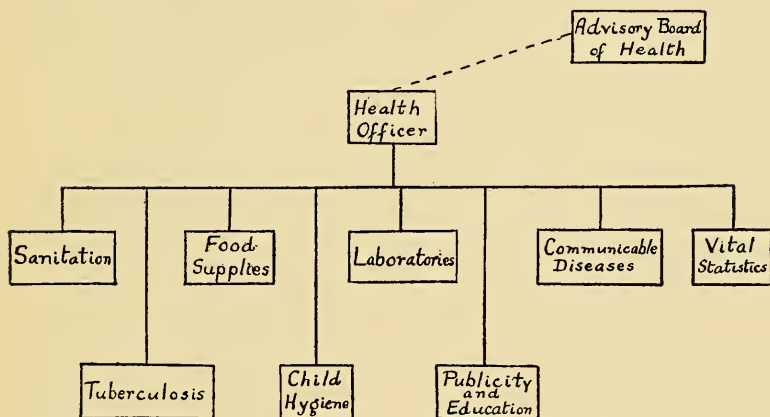 Advisory Board
of Health
Health
Officer
Sanitation
Food
Supplies
Laboratories
Communicable
Diseases
Vital
Statistics
Tuberculosis
Child
Hygiene
Publicity
and
Education